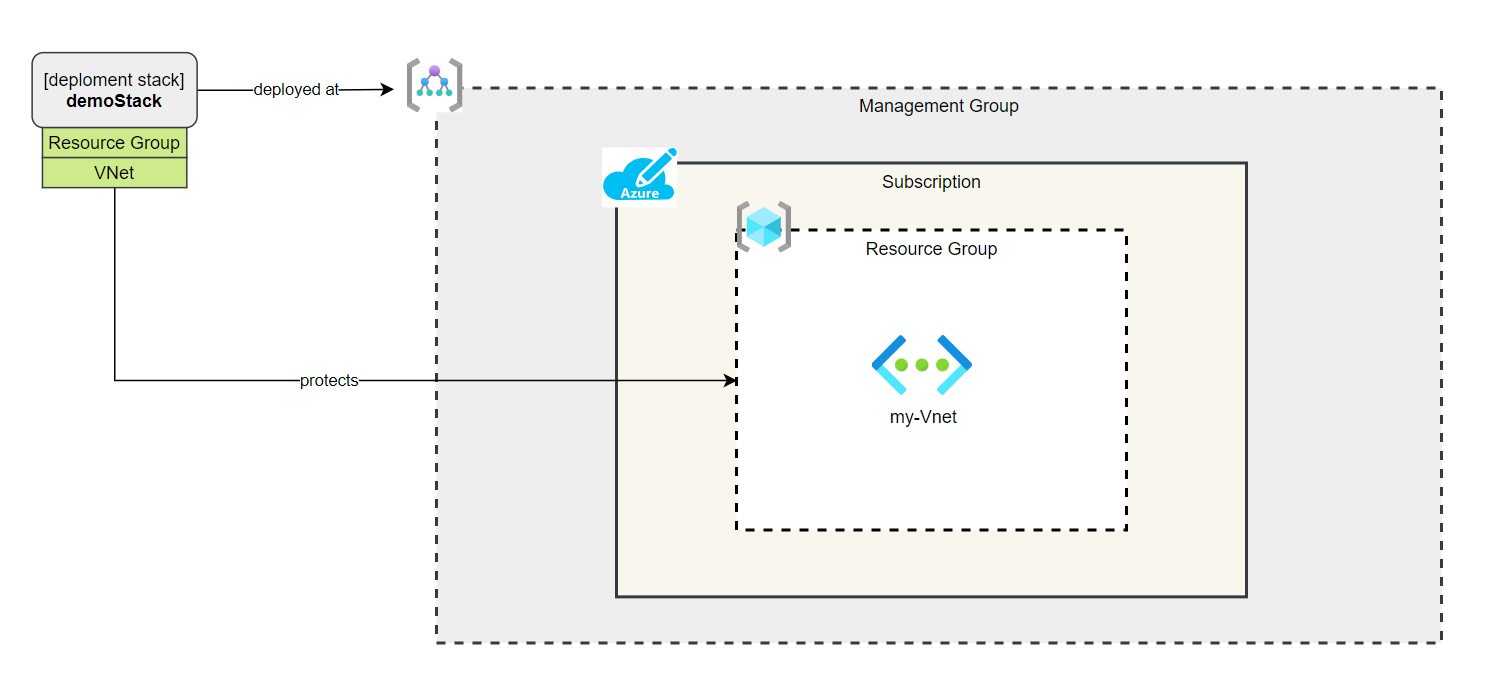 [deploment stack]
demoStack
Resource Group
VNet
deployed at
Management Group
Subscription
Azure
Resource Group
my-Vnet
protects